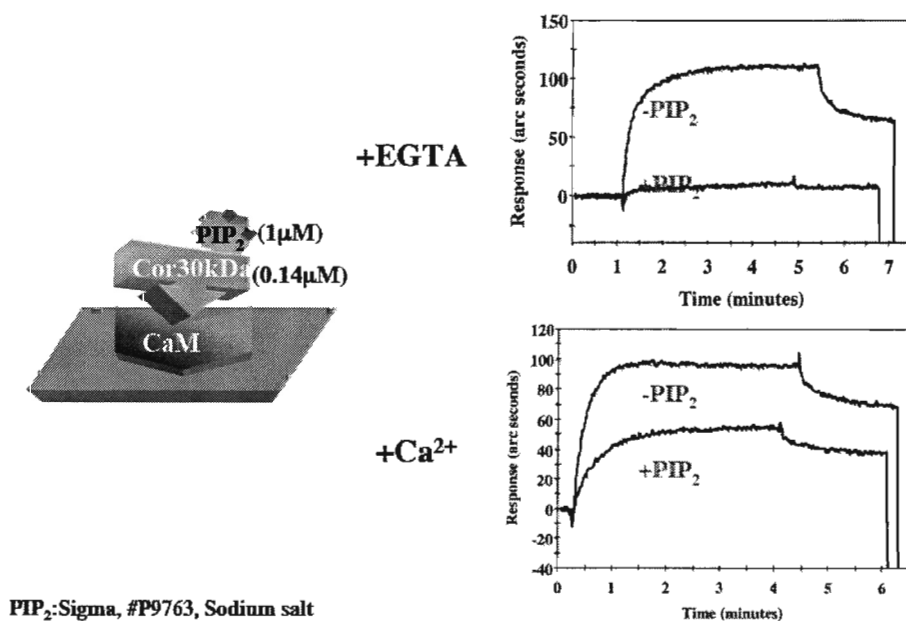 +EGTA
PIP₂ (1μM)
Cor30kDa (0.14μM)
CaM
+Ca²⁺
PIP₂:Sigma, #P9763, Sodium salt
Response (arc seconds)
150
100
50
0
-PIP₂
+PIP₂
0 1 2 3 4 5 6 7
Time (minutes)
Response (arc seconds)
120
100
80
60
40
20
0
-20
-40
-PIP₂
+PIP₂
0 1 2 3 4 5 6
Time (minutes)